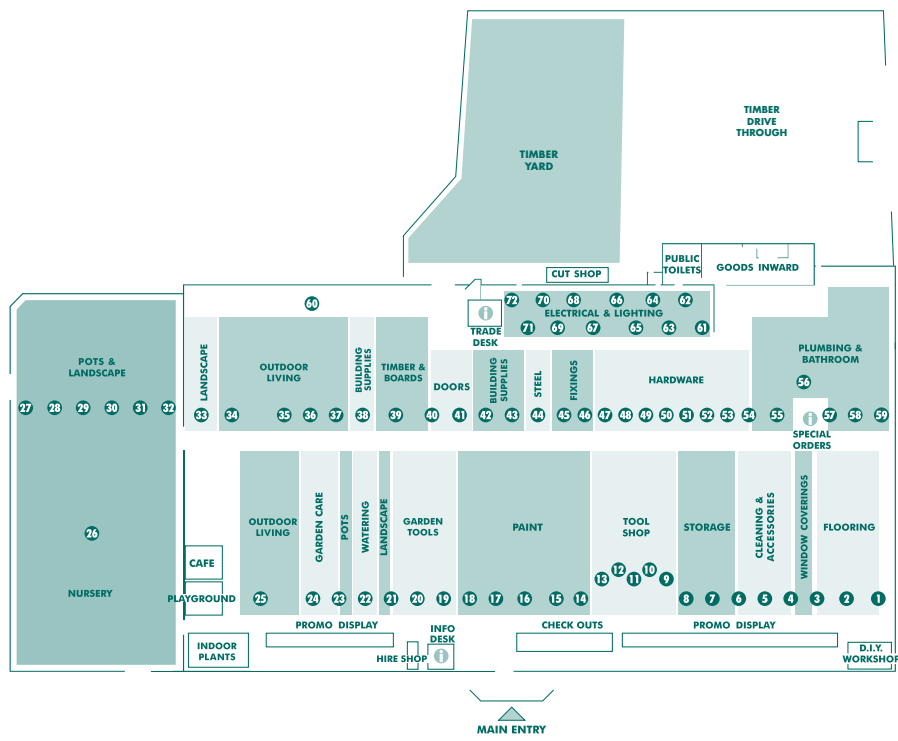 TIMBER
DRIVE
THROUGH
TIMBER
YARD
PUBLIC
TOILETS
GOODS INWARD
CUT SHOP
72 70 68 66 64 62
ELECTRICAL & LIGHTING
71 69 67 65 63 61
60
TRADE
DESK
POTS &
LANDSCAPE
LANDSCAPE
OUTDOOR
LIVING
BUILDING
SUPPLIES
TIMBER &
BOARDS
DOORS
BUILDING
SUPPLIES
STEEL
FIXINGS
HARDWARE
PLUMBING &
BATHROOM
56
27 28 29 30 31 32 33 34 35 36 37 38 39 40 41 42 43 44 45 46 47 48 49 50 51 52 53 54 55 57 58 59
SPECIAL
ORDERS
26
NURSERY
CAFE
PLAYGROUND
OUTDOOR
LIVING
GARDEN CARE
POTS
WATERING
LANDSCAPE
GARDEN
TOOLS
PAINT
TOOL
SHOP
STORAGE
CLEANING &
ACCESSORIES
WINDOW COVERINGS
FLOORING
13 12 11 10 9
25 24 23 22 21 20 19 18 17 16 15 14 8 7 6 5 4 3 2 1
PROMO DISPLAY
INFO
DESK
CHECK OUTS
PROMO DISPLAY
INDOOR
PLANTS
HIRE SHOP
D.I.Y.
WORKSHOP
MAIN ENTRY